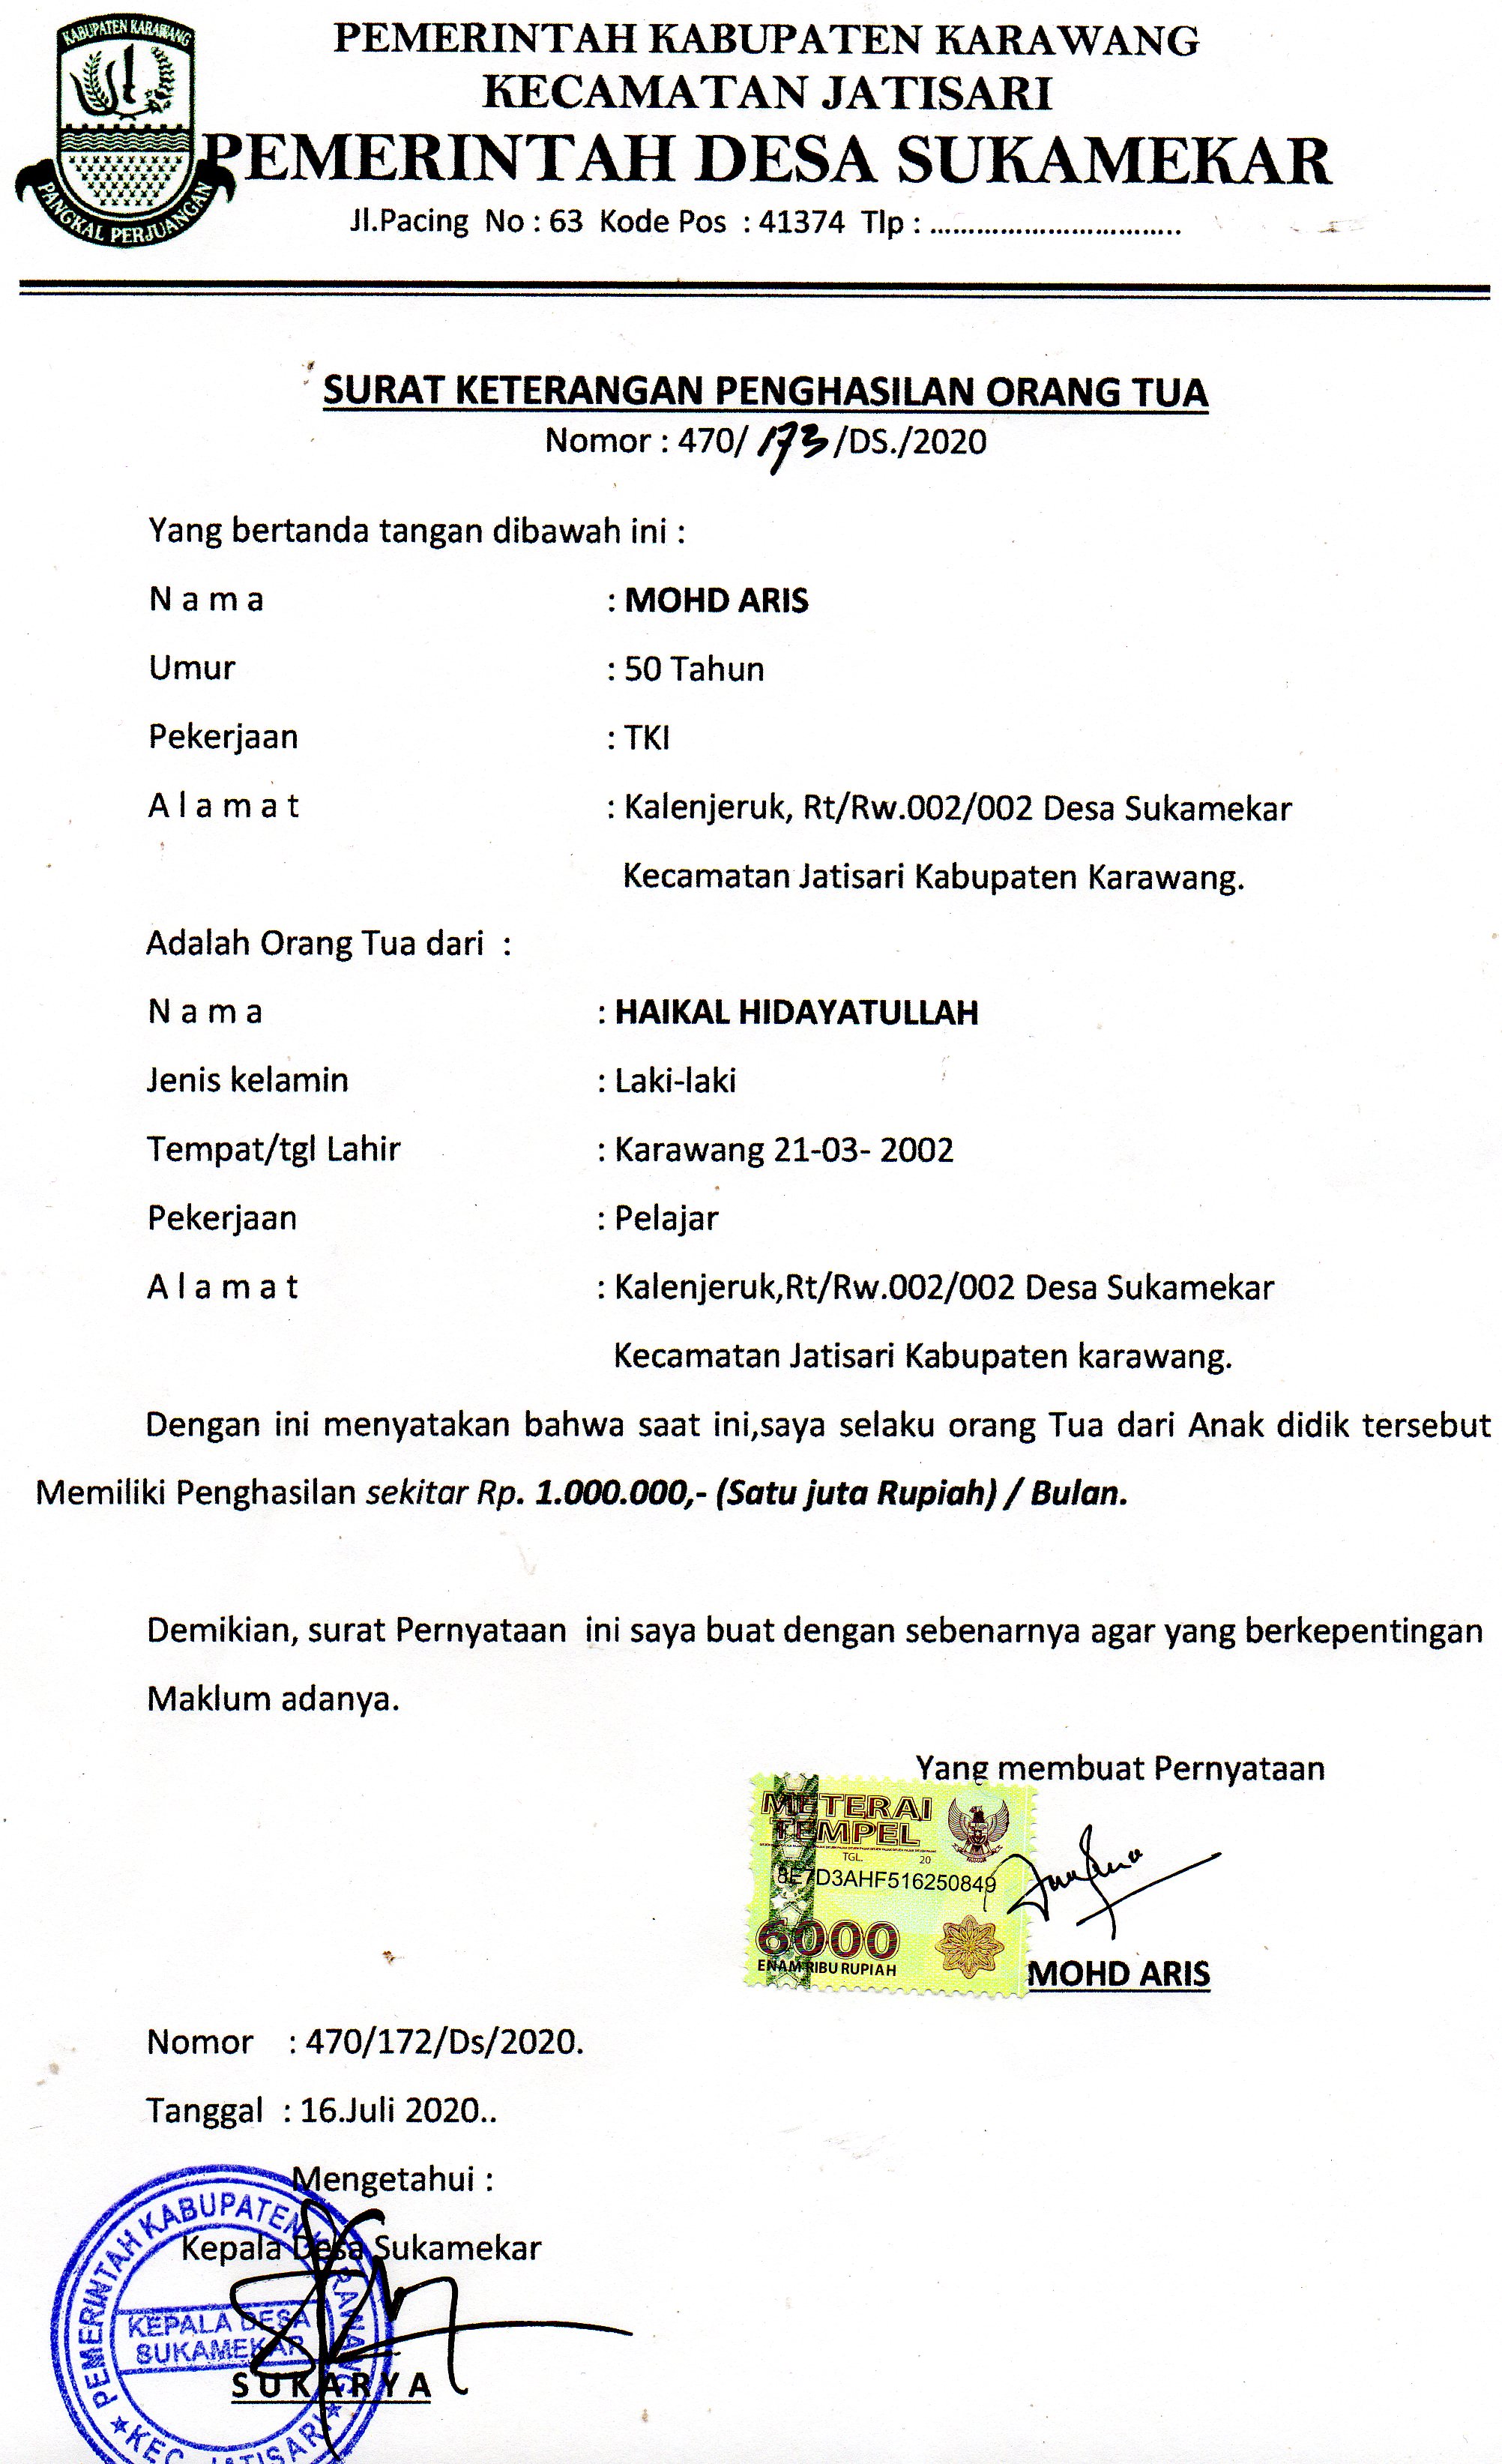 KABUPATEN KARAWANG
PANGKAL PERJUANGAN
PEMERINTAH KABUPATEN KARAWANG
KECAMATAN JATISARI
PEMERINTAH DESA SUKAMEKAR
Jl.Pacing No : 63 Kode Pos : 41374 Tlp : .................................
SURAT KETERANGAN PENGHASILAN ORANG TUA
Nomor : 470/ 173 /DS./2020
Yang bertanda tangan dibawah ini :
N a m a : MOHD ARIS
Umur : 50 Tahun
Pekerjaan : TKI
A l a m a t : Kalenjeruk, Rt/Rw.002/002 Desa Sukamekar
Kecamatan Jatisari Kabupaten Karawang.
Adalah Orang Tua dari :
N a m a : HAIKAL HIDAYATULLAH
Jenis kelamin : Laki-laki
Tempat/tgl Lahir : Karawang 21-03- 2002
Pekerjaan : Pelajar
A l a m a t : Kalenjeruk,Rt/Rw.002/002 Desa Sukamekar
Kecamatan Jatisari Kabupaten karawang.
Dengan ini menyatakan bahwa saat ini,saya selaku orang Tua dari Anak didik tersebut
Memiliki Penghasilan sekitar Rp. 1.000.000,- (Satu juta Rupiah) / Bulan.
Demikian, surat Pernyataan ini saya buat dengan sebenarnya agar yang berkepentingan
Maklum adanya.
Yang membuat Pernyataan
METERAI
TEMPEL
TGL. 20
8E7D3AHF516250849
6000
ENAM RIBU RUPIAH
MOHD ARIS
Nomor : 470/172/Ds/2020.
Tanggal : 16.Juli 2020..
Mengetahui :
Kepala Desa Sukamekar
PEMERINTAH KABUPATEN KARAWANG
KEPALA DESA
SUKAMEKAR
S U K A R Y A
KEC. JATISARI